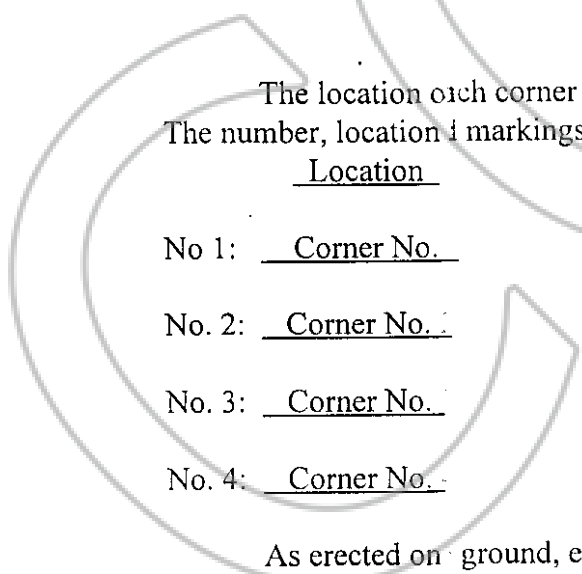 The location oıch corner
The number, location i markings
Location
No 1: Corner No.
No. 2: Corner No.
No. 3: Corner No.
No. 4: Corner No.
As erected on ground, e